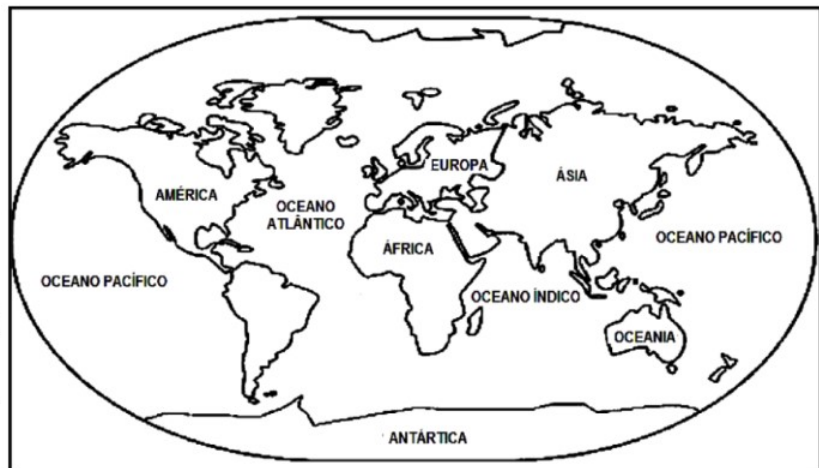 EUROPA
ÁSIA
AMÉRICA
OCEANO
ATLÂNTICO
OCEANO PACÍFICO
ÁFRICA
OCEANO PACÍFICO
OCEANO ÍNDICO
OCEANIA
ANTÁRTICA